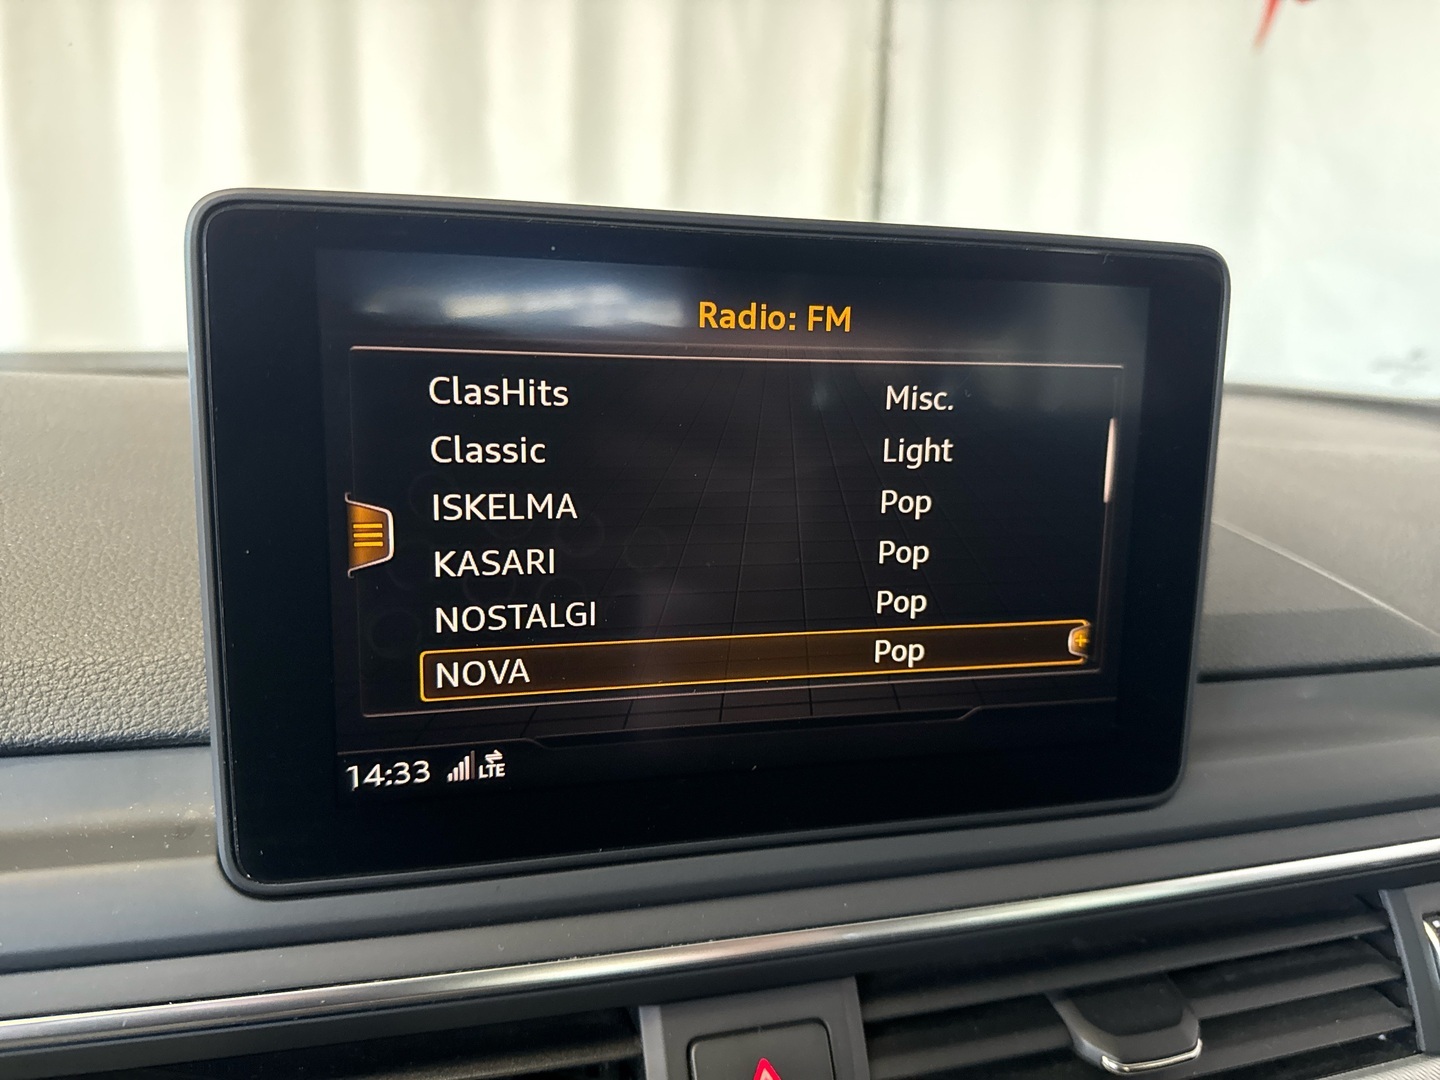 Radio: FM
ClasHits Misc.
Classic Light
ISKELMA Pop
KASARI Pop
NOSTALGI Pop
NOVA Pop
14:33 LTE